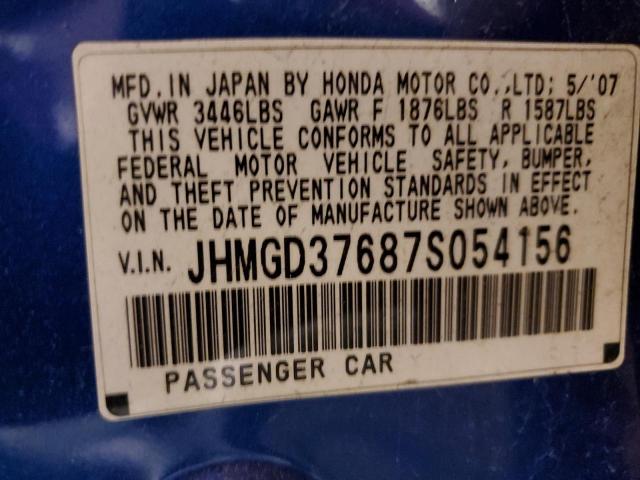 MFD. IN JAPAN BY HONDA MOTOR CO., LTD: 5/'07
GVWR 3446LBS GAWR F 1876LBS R 1587LBS
THIS VEHICLE CONFORMS TO ALL APPLICABLE
FEDERAL MOTOR VEHICLE SAFETY, BUMPER,
AND THEFT PREVENTION STANDARDS IN EFFECT
ON THE DATE OF MANUFACTURE SHOWN ABOVE.
V.I.N. JHMGD37687S054156
PASSENGER CAR